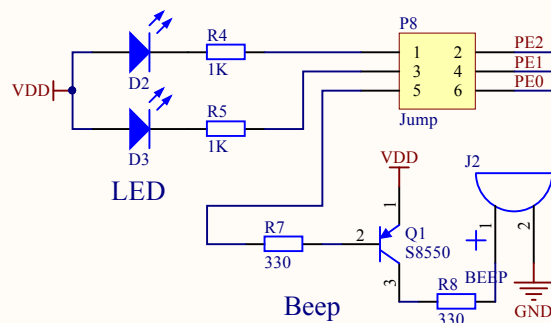 P8
R4
1 2 PE2
VDD D2 1K 3 4 PE1
R5 5 6 PE0
D3 1K Jump
LED
VDD J2
1
R7 2 Q1 1 2
330 S8550
3 R8 BEEP
Beep 330 GND